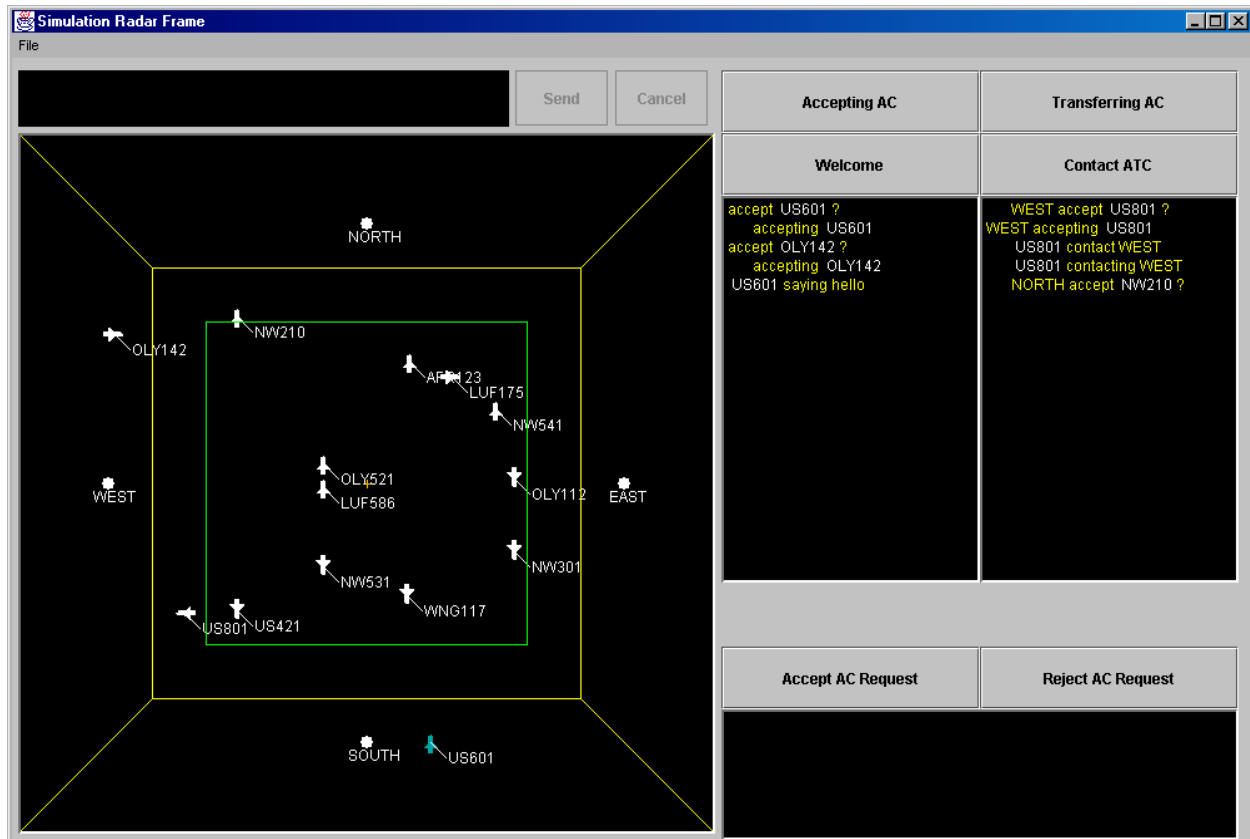 Simulation Radar Frame
File
Send
Cancel
Accepting AC
Transferring AC
Welcome
Contact ATC
accept US601 ?
accepting US601
accept OLY142 ?
accepting OLY142
US601 saying hello
WEST accept US801 ?
WEST accepting US801
US801 contact WEST
US801 contacting WEST
NORTH accept NW210 ?
NORTH
NW210
OLY142
LUF175
NW541
OLY521
WEST
OLY112
EAST
LUF586
NW301
NW531
WNG117
US801
US421
SOUTH
US601
Accept AC Request
Reject AC Request